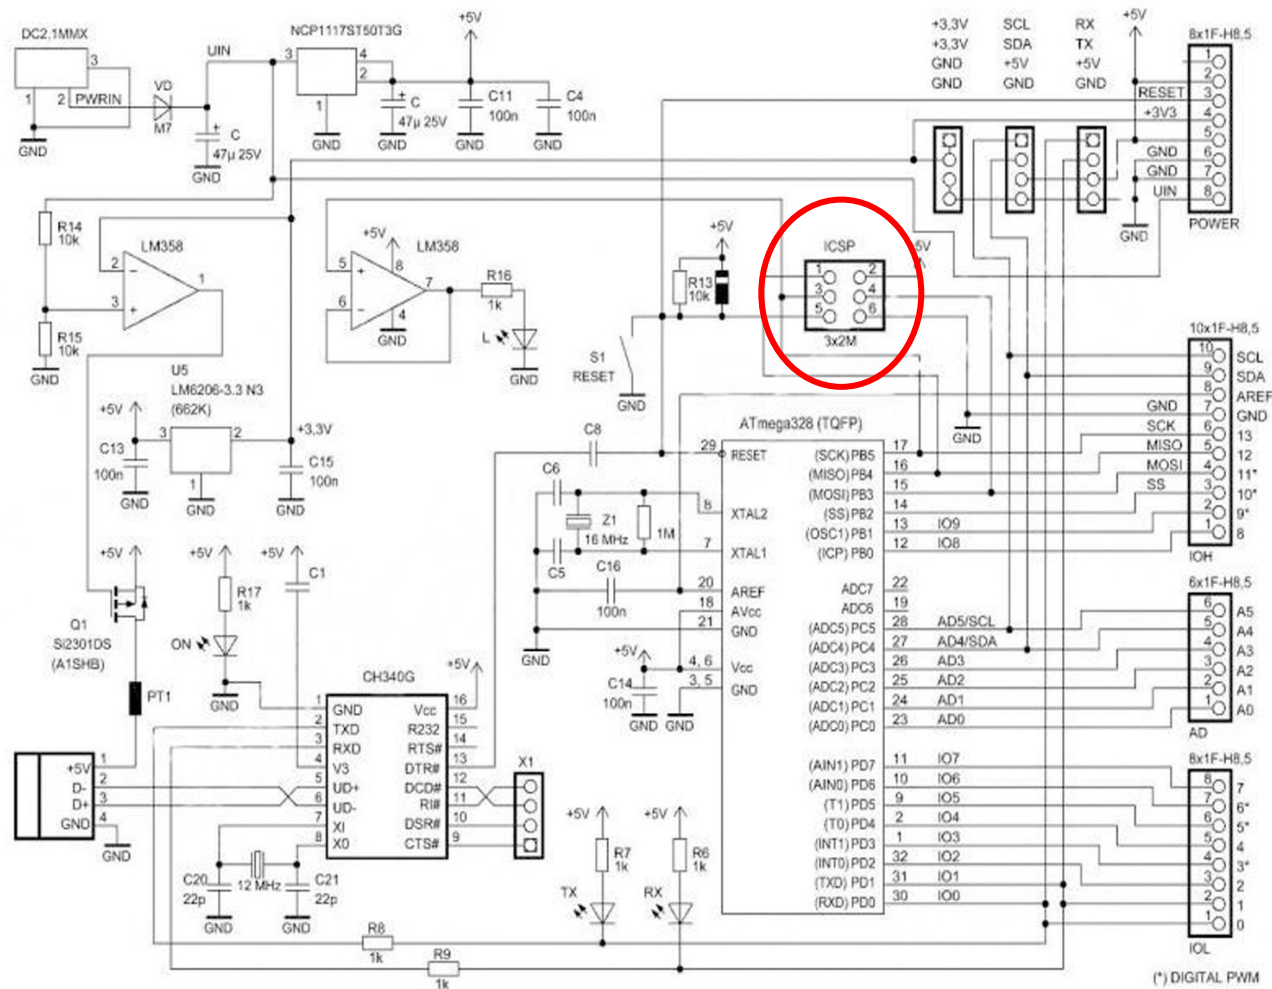 DC2.1MMX
3
1
2
PWRIN
VD
M7
GND
UIN
C
47µ 25V
GND
NCP1117ST50T3G
3
4
2
1
GND
+5V
C
47µ 25V
GND
C11
100n
GND
C4
100n
GND
+3,3V SCL RX
+3,3V SDA TX
GND +5V +5V
GND GND GND
+5V
8x1F-H8,5
1
2
RESET 3
+3V3 4
5
GND 6
GND 7
UIN 8
POWER
GND
R14
10k
R15
10k
GND
LM358
2
3
1
+5V
LM358
5
6
8
7
4
GND
R16
1k
L
GND
+5V
R13
10k
ICSP
1 2
3 4
5 6
3x2M
+5V
S1
RESET
GND
U5
LM6206-3.3 N3
(662K)
+5V
3
2
1
GND
C13
100n
GND
+3,3V
C15
100n
GND
10x1F-H8,5
10 SCL
9 SDA
8 AREF
GND 7 GND
SCK 6 13
MISO 5 12
MOSI 4 11*
SS 3 10*
2 9*
1 8
IOH
GND
ATmega328 (TQFP)
29 RESET
8 XTAL2
7 XTAL1
20 AREF
18 AVcc
21 GND
4, 6 Vcc
3, 5 GND
(SCK) PB5 17
(MISO) PB4 16
(MOSI) PB3 15
(SS) PB2 14
(OSC1) PB1 13 IO9
(ICP) PB0 12 IO8
ADC7 22
ADC6 19
(ADC5) PC5 28 AD5/SCL
(ADC4) PC4 27 AD4/SDA
(ADC3) PC3 26 AD3
(ADC2) PC2 25 AD2
(ADC1) PC1 24 AD1
(ADC0) PC0 23 AD0
(AIN1) PD7 11 IO7
(AIN0) PD6 10 IO6
(T1) PD5 9 IO5
(T0) PD4 2 IO4
(INT1) PD3 1 IO3
(INT0) PD2 32 IO2
(TXD) PD1 31 IO1
(RXD) PD0 30 IO0
C8
C6
Z1
16 MHz
1M
C5
C16
100n
GND
+5V
C14
100n
GND
GND
6x1F-H8,5
6 A5
5 A4
4 A3
3 A2
2 A1
1 A0
AD
8x1F-H8,5
8 7
7 6*
6 5*
5 4
4 3*
3 2
2 1
1 0
IOL
+5V
Q1
Si2301DS
(A1SHB)
PT1
+5V
R17
1k
ON
GND
+5V
C1
CH340G
1 GND
2 TXD
3 RXD
4 V3
5 UD+
6 UD-
7 XI
8 X0
Vcc 16
R232 15
RTS# 14
DTR# 13
DCD# 12
RI# 11
DSR# 10
CTS# 9
+5V
X1
+5V 1
D- 2
D+ 3
GND 4
GND
C20
22p
GND
12 MHz
C21
22p
GND
+5V
R7
1k
TX
+5V
R6
1k
RX
R8
1k
R9
1k
(*) DIGITAL PWM